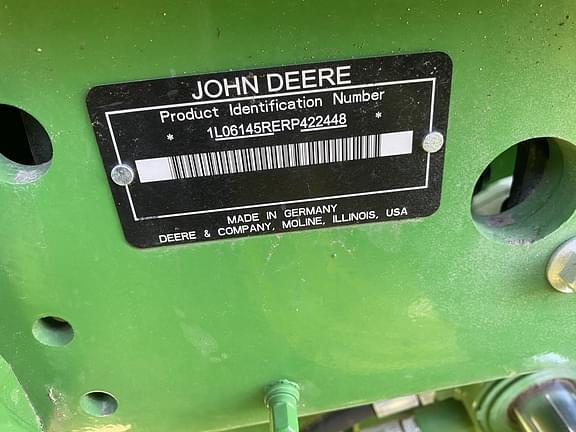 JOHN DEERE
Product Identification Number
* 1L06145RERP422448 *
MADE IN GERMANY
DEERE & COMPANY, MOLINE, ILLINOIS, USA